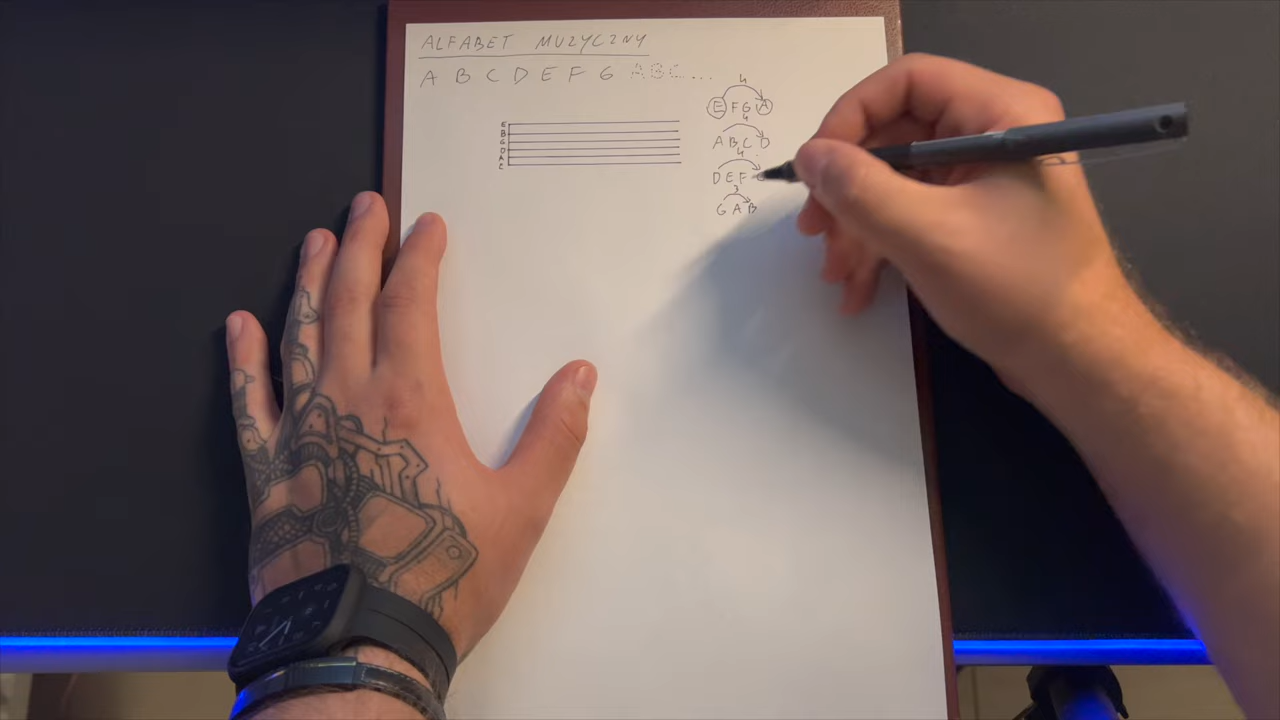 ALFABET MUZYCZNY
A B C D E F G A B C ...
E
B
G
D
A
E
4
E F G A
4
A B C D
4
D E F G
3
G A B